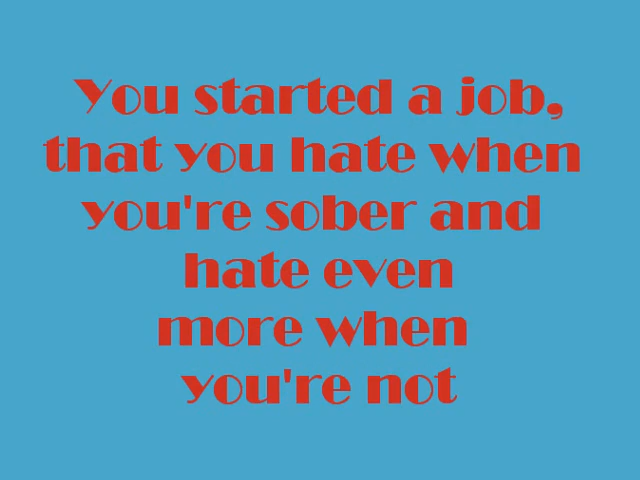 You started a job,
that you hate when
you're sober and
hate even
more when
you're not